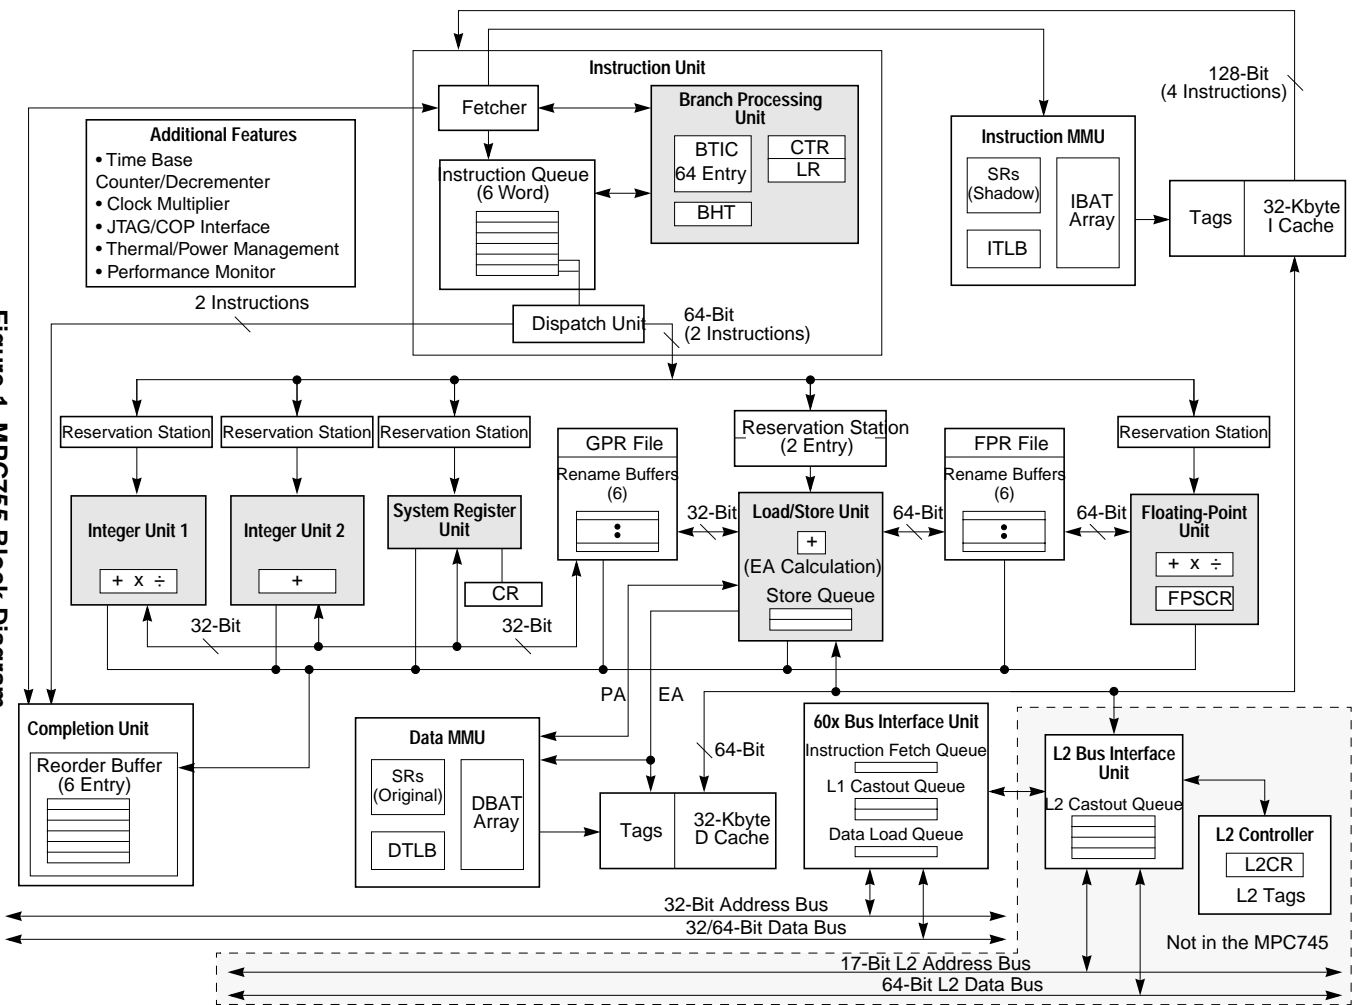 Instruction Unit
Fetcher
Branch Processing
Unit
BTIC
64 Entry
CTR
LR
BHT
128-Bit
(4 Instructions)
Additional Features
• Time Base
Counter/Decrementer
• Clock Multiplier
• JTAG/COP Interface
• Thermal/Power Management
• Performance Monitor
Instruction Queue
(6 Word)
Instruction MMU
SRs
(Shadow)
ITLB
IBAT
Array
Tags
32-Kbyte
I Cache
2 Instructions
Dispatch Unit
64-Bit
(2 Instructions)
Reservation Station
Reservation Station
Reservation Station
Reservation Station
(2 Entry)
Reservation Station
GPR File
Rename Buffers
(6)
FPR File
Rename Buffers
(6)
Integer Unit 1
+ x ÷
Integer Unit 2
+
System Register
Unit
CR
32-Bit
Load/Store Unit
+
(EA Calculation)
Store Queue
64-Bit
64-Bit
Floating-Point
Unit
+ x ÷
FPSCR
32-Bit
32-Bit
PA
EA
Completion Unit
Reorder Buffer
(6 Entry)
Data MMU
SRs
(Original)
DTLB
DBAT
Array
64-Bit
Tags
32-Kbyte
D Cache
60x Bus Interface Unit
Instruction Fetch Queue
L1 Castout Queue
Data Load Queue
L2 Bus Interface
Unit
L2 Castout Queue
L2 Controller
L2CR
L2 Tags
32-Bit Address Bus
32/64-Bit Data Bus
Not in the MPC745
17-Bit L2 Address Bus
64-Bit L2 Data Bus
Figure 1. MPC755 Block Diagram